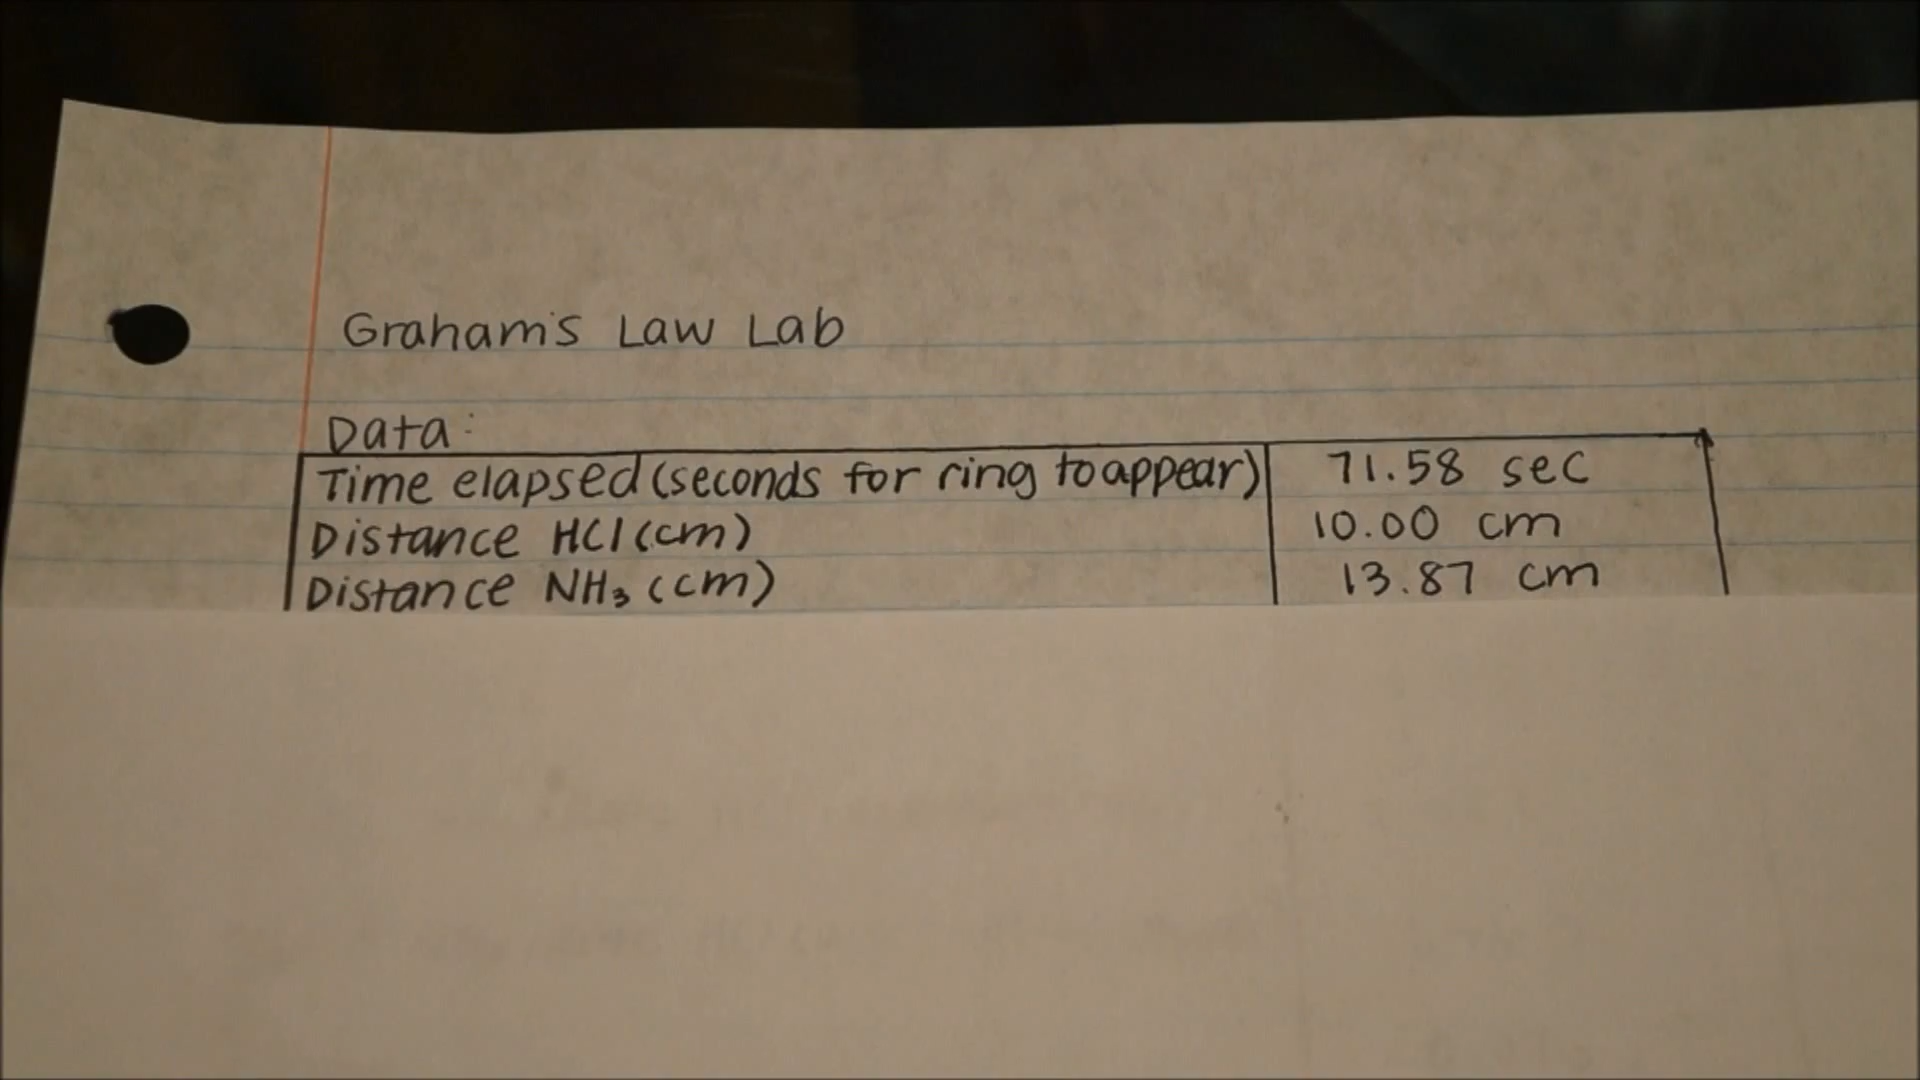 Graham's Law Lab
Data:
Time elapsed (seconds for ring to appear) 71.58 sec
Distance HCl (cm) 10.00 cm
Distance NH₃ (cm) 13.87 cm